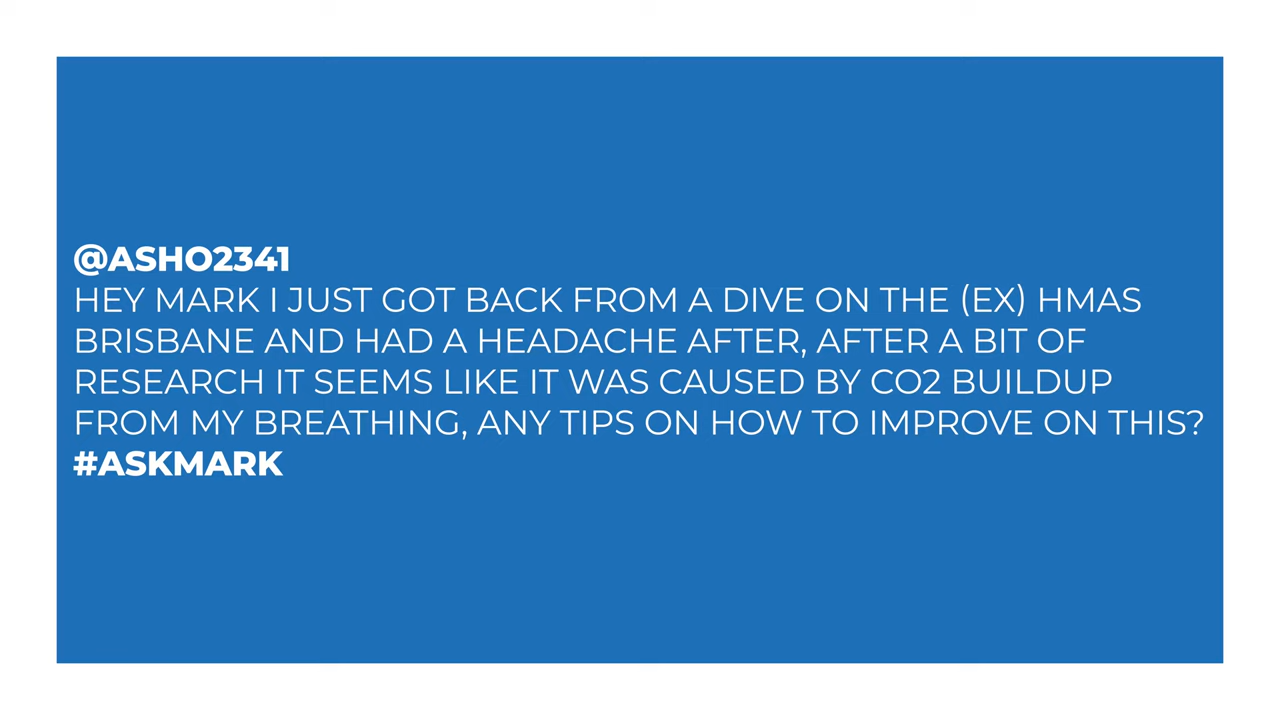 @ASHO2341
HEY MARK I JUST GOT BACK FROM A DIVE ON THE (EX) HMAS
BRISBANE AND HAD A HEADACHE AFTER, AFTER A BIT OF
RESEARCH IT SEEMS LIKE IT WAS CAUSED BY CO2 BUILDUP
FROM MY BREATHING, ANY TIPS ON HOW TO IMPROVE ON THIS?
#ASKMARK